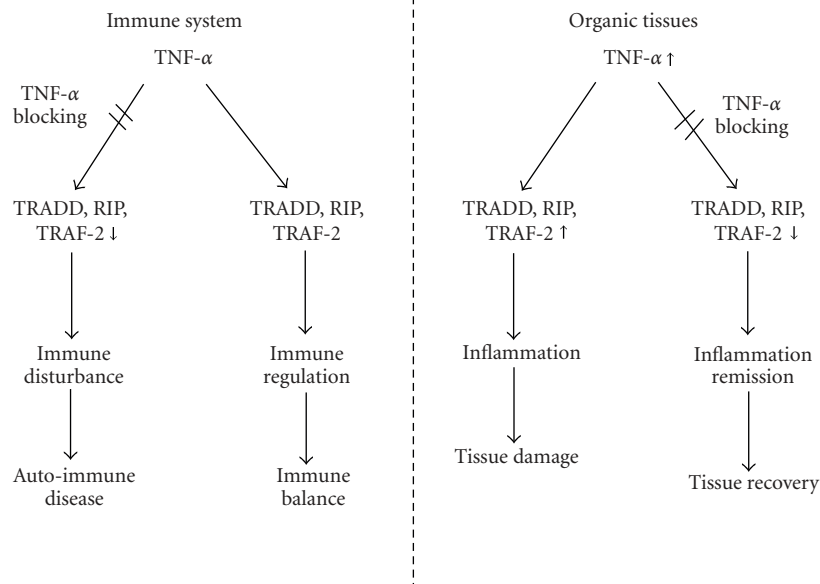 Immune system
TNF-α
TNF-α
blocking
TRADD, RIP,
TRAF-2 ↓
TRADD, RIP,
TRAF-2
Immune
disturbance
Immune
regulation
Auto-immune
disease
Immune
balance
Organic tissues
TNF-α ↑
TNF-α
blocking
TRADD, RIP,
TRAF-2 ↑
TRADD, RIP,
TRAF-2 ↓
Inflammation
Inflammation
remission
Tissue damage
Tissue recovery